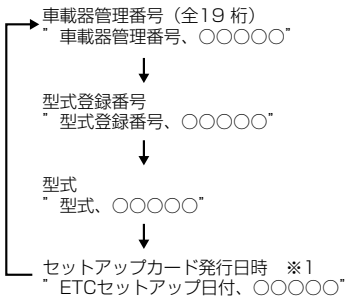 車載器管理番号（全19 桁）
” 車載器管理番号、○○○○○”
型式登録番号
” 型式登録番号、○○○○○”
型式
” 型式、○○○○○”
セットアップカード発行日時　※1
” ETCセットアップ日付、○○○○○”